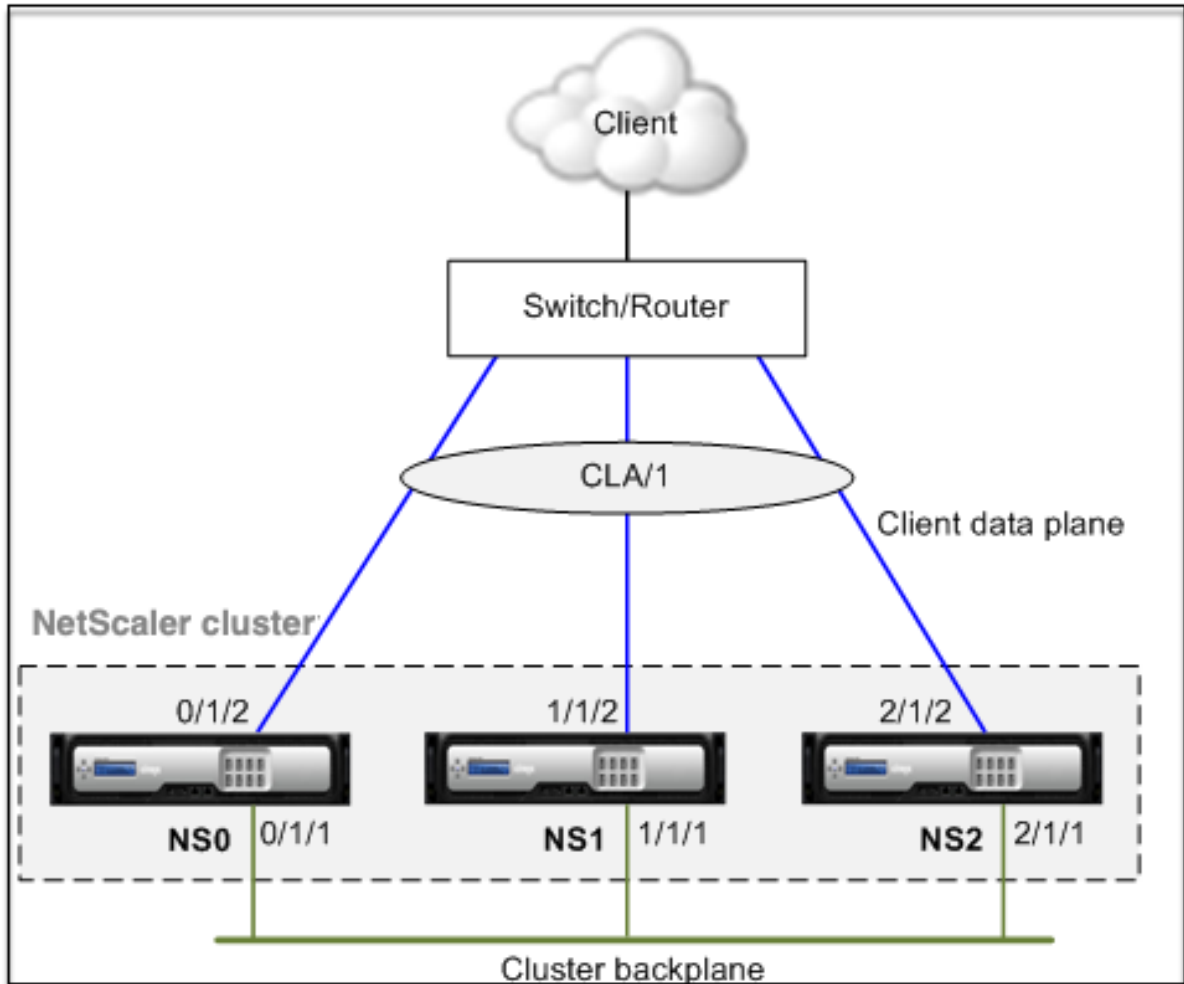 Client
Switch/Router
CLA/1
Client data plane
NetScaler cluster
0/1/2
1/1/2
2/1/2
NS0
0/1/1
NS1
1/1/1
NS2
2/1/1
Cluster backplane